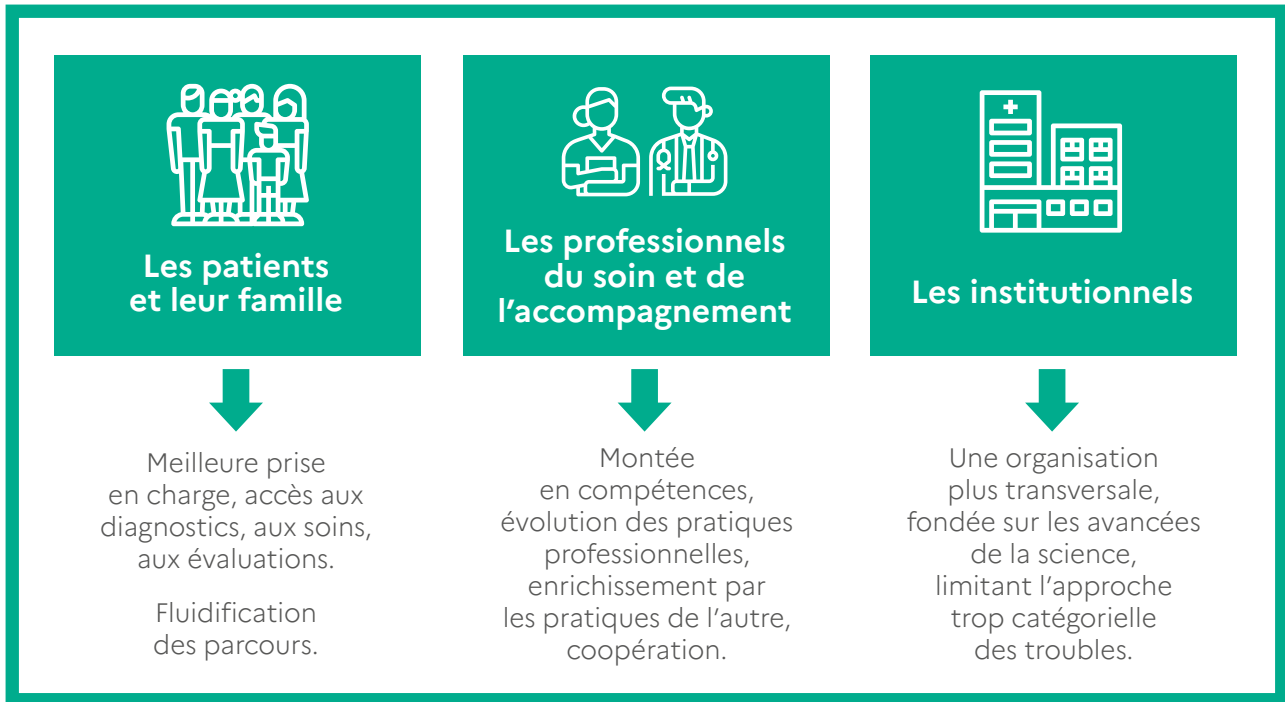 Les patients
et leur famille
Meilleure prise
en charge, accès aux
diagnostics, aux soins,
aux évaluations.
Fluidification
des parcours.
Les professionnels
du soin et de
l’accompagnement
Montée
en compétences,
évolution des pratiques
professionnelles,
enrichissement par
les pratiques de l’autre,
coopération.
Les institutionnels
Une organisation
plus transversale,
fondée sur les avancées
de la science,
limitant l’approche
trop catégorielle
des troubles.